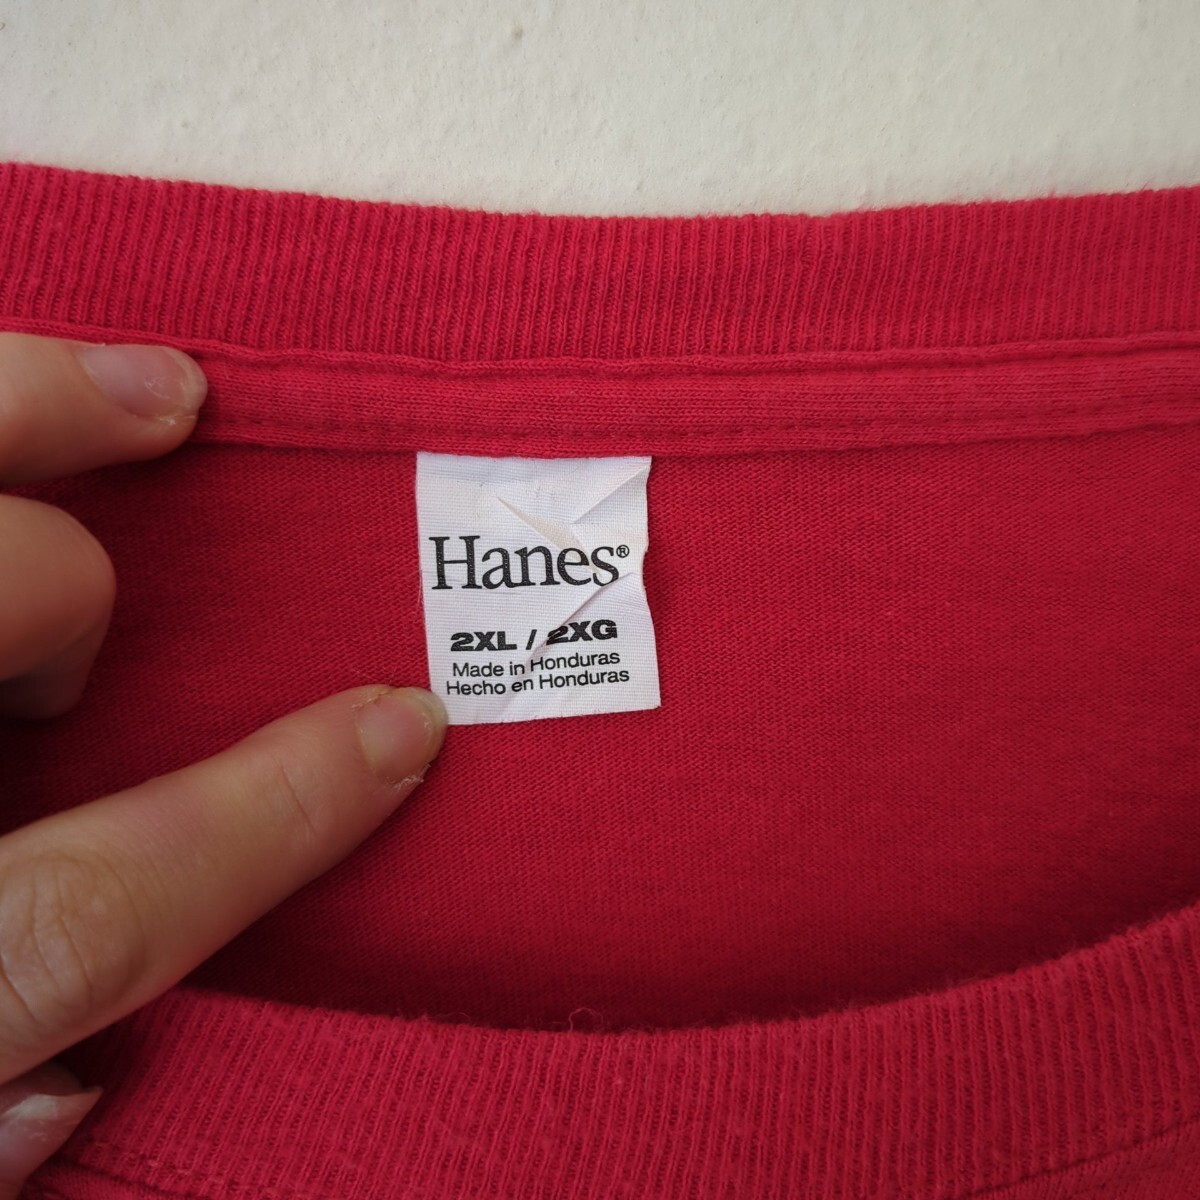 Hanes®
2XL / 2XG
Made in Honduras
Hecho en Honduras